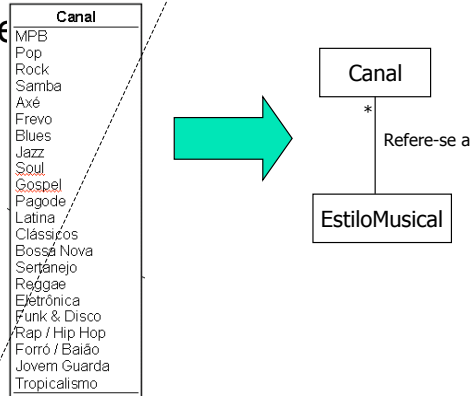 Canal
MPB
Pop
Rock
Samba
Axé
Frevo
Blues
Jazz
Soul
Gospel
Pagode
Latina
Clássicos
Bossa Nova
Sertanejo
Reggae
Eletrônica
Funk & Disco
Rap / Hip Hop
Forró / Baião
Jovem Guarda
Tropicalismo
Canal
*
Refere-se a
EstiloMusical